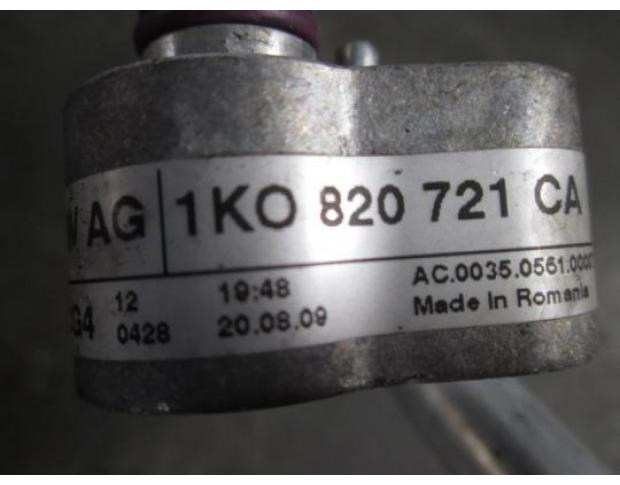 AG 1KO 820 721 CA
G4 12 19:48 AC.0035.0561.000
0428 20.08.09 Made In Romania